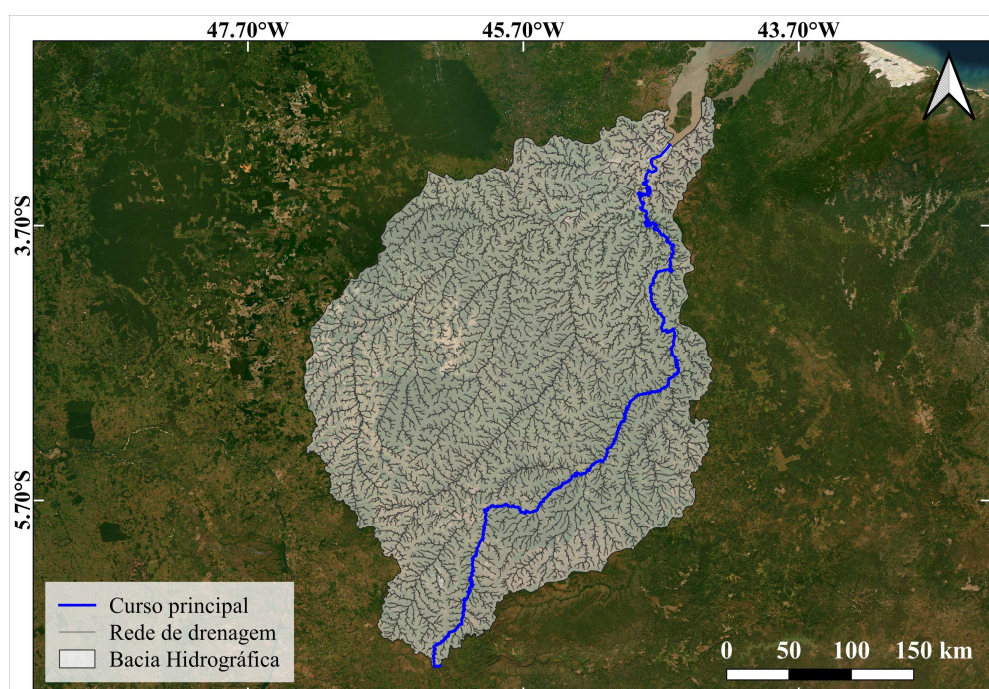 47.70°W 45.70°W 43.70°W
3.70°S
5.70°S
Curso principal
Rede de drenagem
Bacia Hidrográfica
0 50 100 150 km